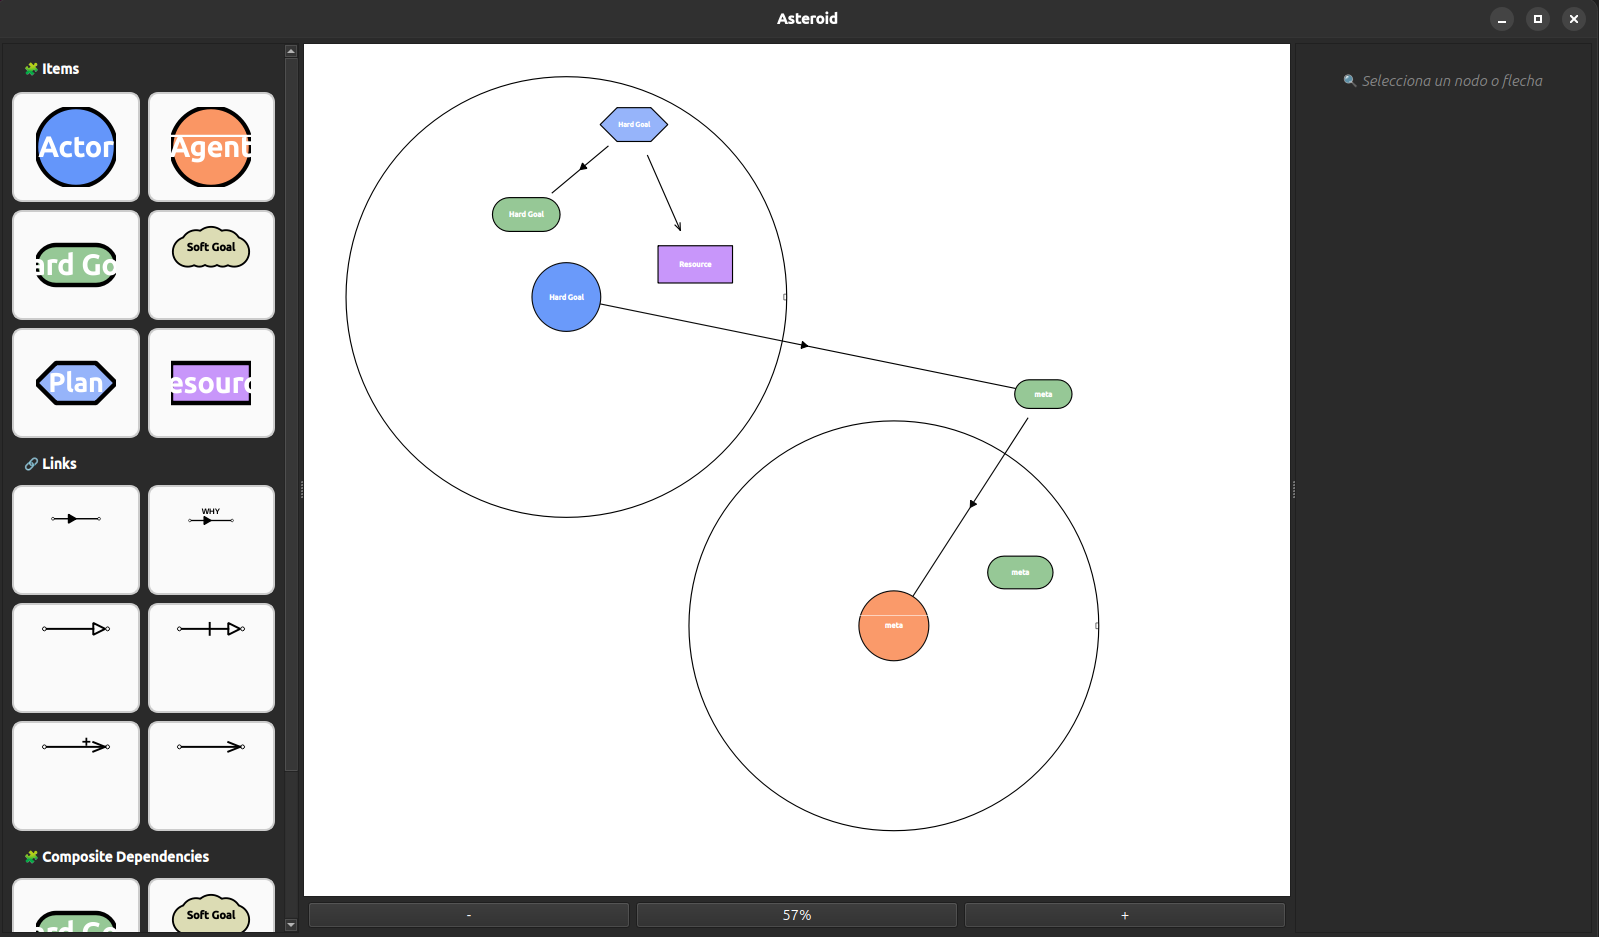 Asteroid
Items
Actor
Agent
ard Go
Soft Goal
Plan
esourc
Links
WHY
Composite Dependencies
ard Go
Soft Goal
Hard Goal
Hard Goal
Resource
Hard Goal
meta
meta
meta
-
57%
+
Selecciona un nodo o flecha